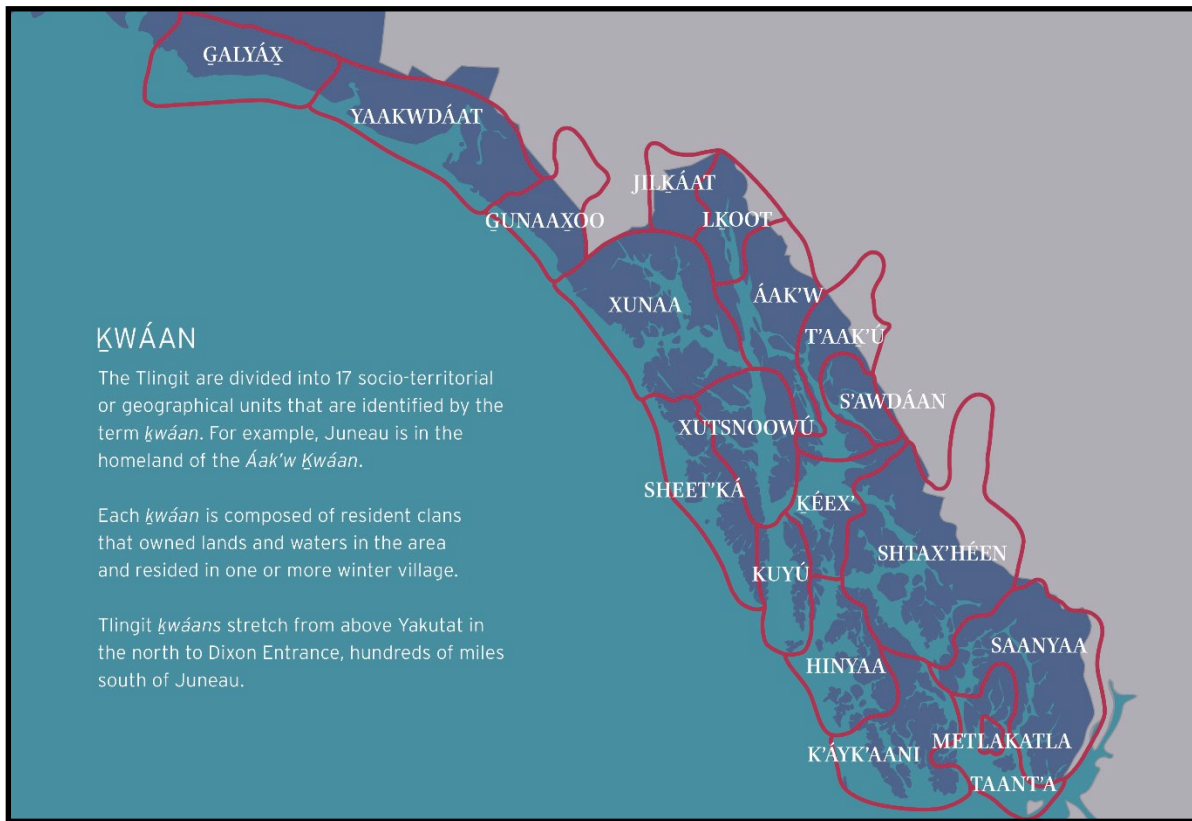 G̱ALYÁX̱
YAAKWDÁAT
G̱UNAAX̱OO
JILḴÁAT
LḴOOT
XUNAA
ÁAK’W
T’AAḴ’Ú
S’AWDÁAN
XUTSNOOWÚ
SHEET’KÁ
ḴÉEX’
SHTAX’HÉEN
KUYÚ
SAANYAA
HINYAA
METLAKATLA
K’ÁYK’AANI
TAANT’A
ḴWÁAN
The Tlingit are divided into 17 socio-territorial
or geographical units that are identified by the
term ḵwáan. For example, Juneau is in the
homeland of the Áak’w Ḵwáan.
Each ḵwáan is composed of resident clans
that owned lands and waters in the area
and resided in one or more winter village.
Tlingit ḵwáans stretch from above Yakutat in
the north to Dixon Entrance, hundreds of miles
south of Juneau.